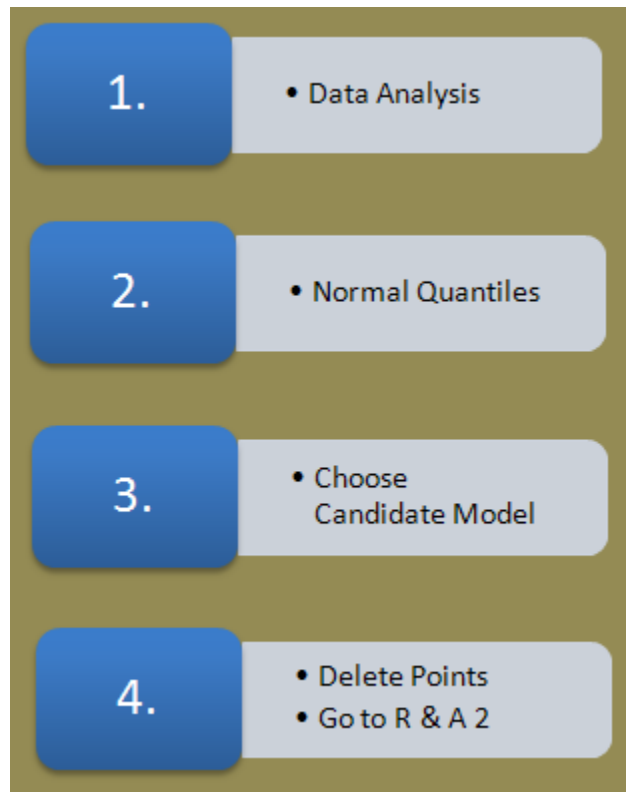 1.
• Data Analysis
2.
• Normal Quantiles
3.
• Choose
Candidate Model
4.
• Delete Points
• Go to R & A 2